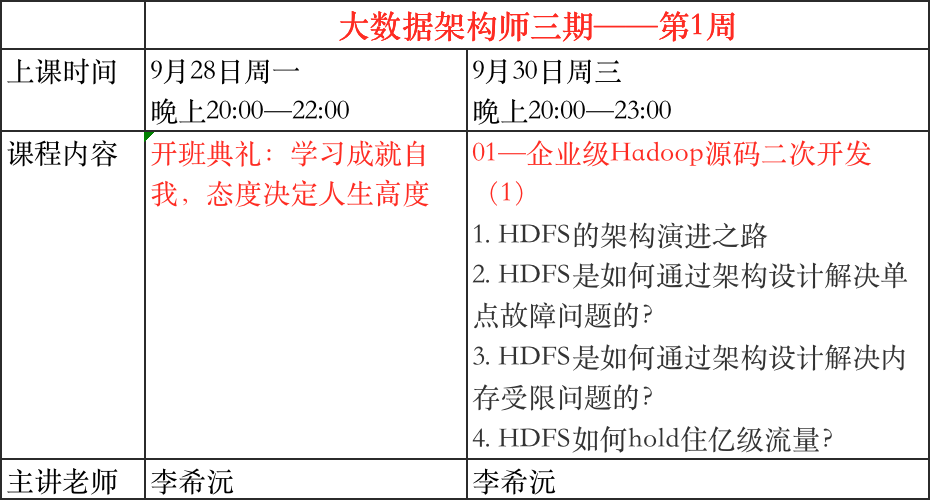 大数据架构师三期——第1周
上课时间
9月28日周一
晚上20:00—22:00
9月30日周三
晚上20:00—23:00
课程内容
开班典礼：学习成就自
我，态度决定人生高度
01—企业级Hadoop源码二次开发
（1）
1. HDFS的架构演进之路
2. HDFS是如何通过架构设计解决单
点故障问题的?
3. HDFS是如何通过架构设计解决内
存受限问题的?
4. HDFS如何hold住亿级流量?
主讲老师
李希沅
李希沅